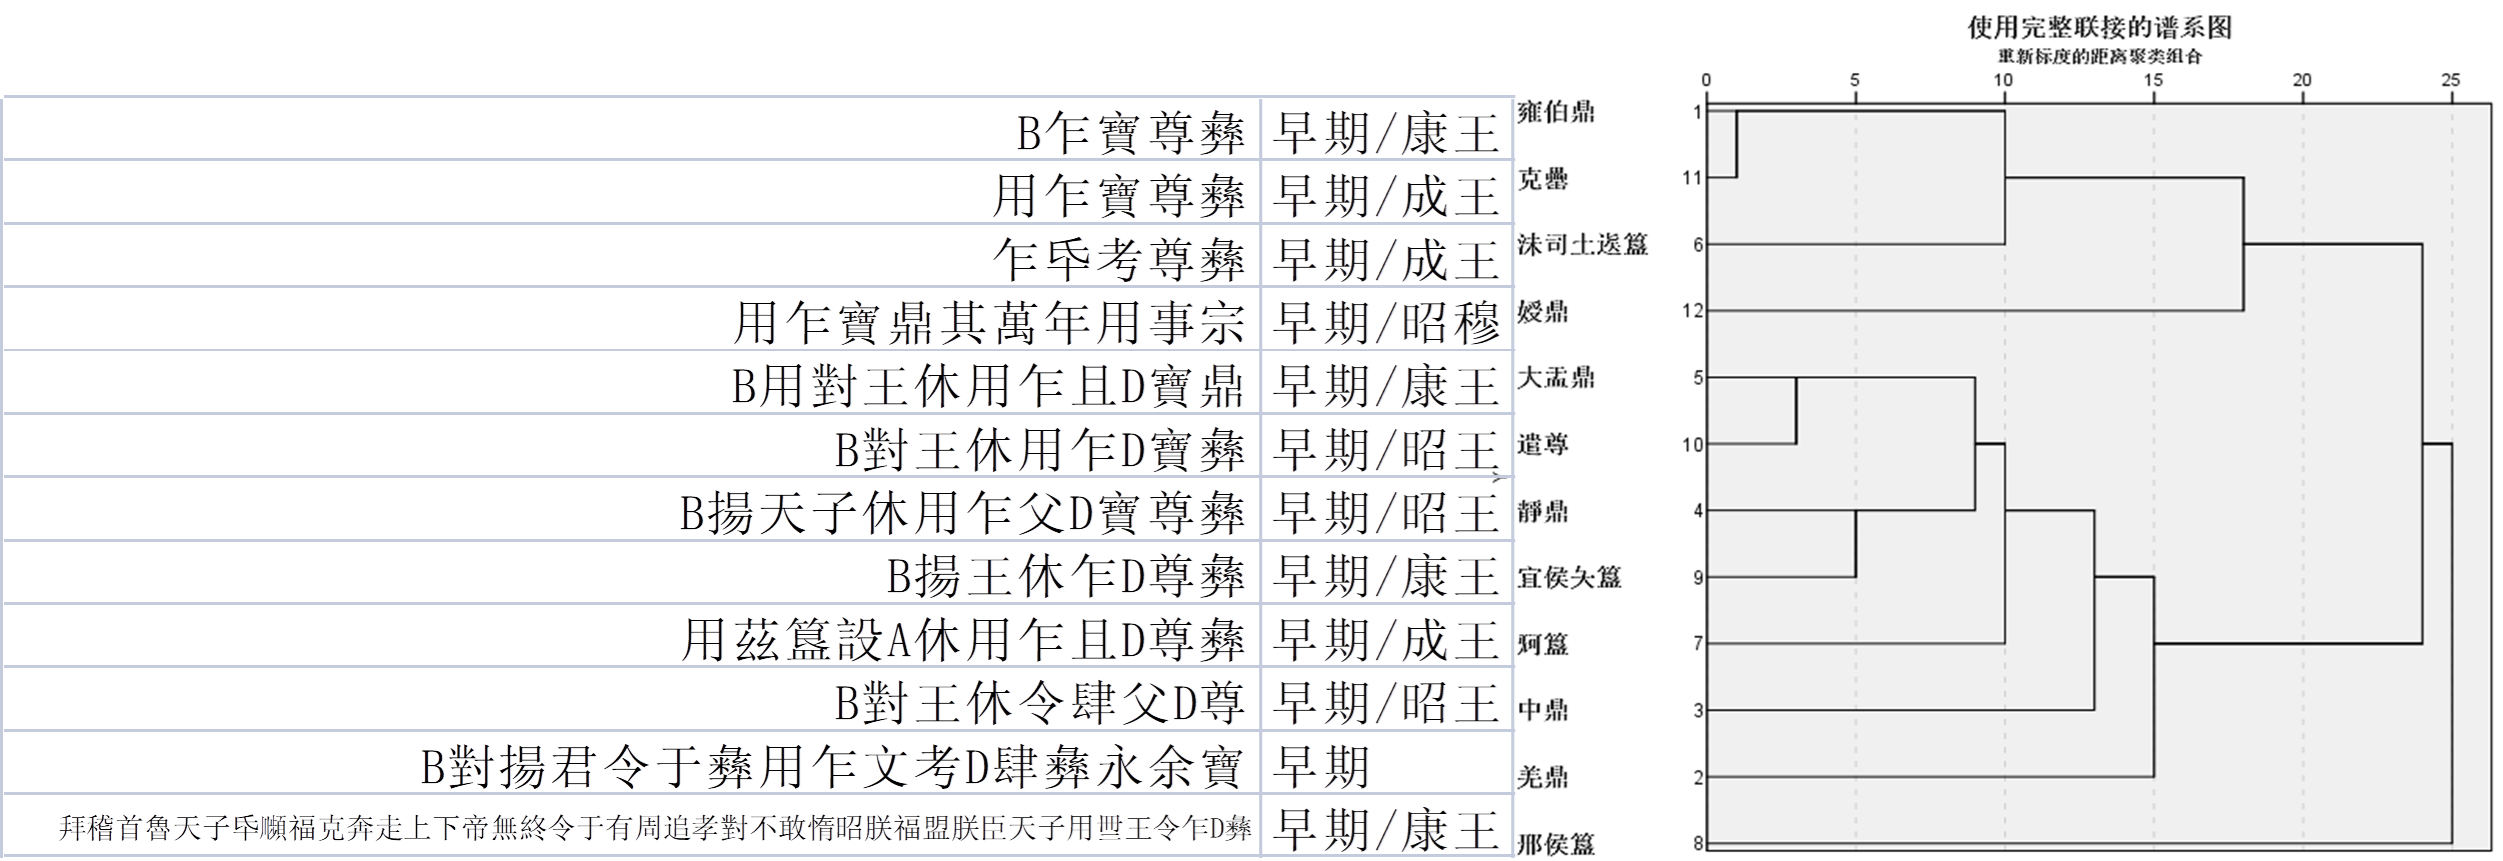 使用完整联接的谱系图
重新标度的距离聚类组合
0 5 10 15 20 25
B乍寶尊彝 早期/康王 雍伯鼎 1
用乍寶尊彝 早期/成王 克罍 11
乍氒考尊彝 早期/成王 沬司土逘簋 6
用乍寶鼎其萬年用事宗 早期/昭穆 鼎 12
B用對王休用乍且D寶鼎 早期/康王 大盂鼎 5
B對王休用乍D寶彝 早期/昭王 遣尊 10
B揚天子休用乍父D寶尊彝 早期/昭王 靜鼎 4
B揚王休乍D尊彝 早期/康王 宜侯夨簋 9
用茲簋設A休用乍且D尊彝 早期/成王 簋 7
B對王休令肆父D尊 早期/昭王 中鼎 3
B對揚君令于彝用乍文考D肆彝永余寶 早期 羌鼎 2
拜稽首魯天子氒順福克奔走上下帝無終令于有周追孝對不敢惰昭朕福盟朕臣天子用王令乍D彝 早期/康王 邢侯簋 8